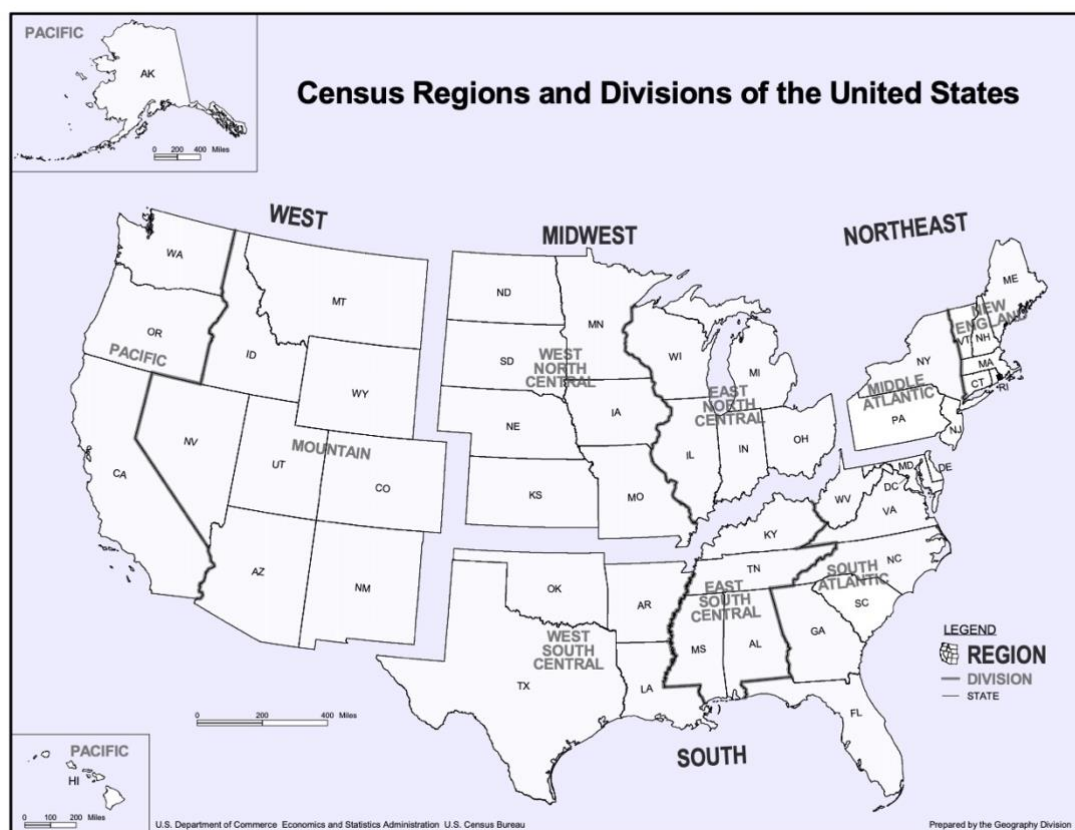 PACIFIC
AK
0 200 400 Miles
Census Regions and Divisions of the United States
WEST
MIDWEST
NORTHEAST
WA
MT
ND
MN
ME
OR
PACIFIC
ID
SD
WEST
NORTH
CENTRAL
WI
MI
NY
NEW
ENGLAND
VT
NH
MA
CT
RI
WY
IA
EAST
NORTH
CENTRAL
MIDDLE
ATLANTIC
PA
NJ
NV
NE
IL
IN
OH
CA
UT
MOUNTAIN
CO
KS
MO
WV
MD
DE
DC
VA
KY
AZ
NM
OK
AR
TN
NC
EAST
SOUTH
CENTRAL
SOUTH
ATLANTIC
SC
WEST
SOUTH
CENTRAL
TX
LA
MS
AL
GA
FL
LEGEND
REGION
DIVISION
STATE
0 200 400 Miles
SOUTH
PACIFIC
HI
0 100 200 Miles
U.S. Department of Commerce Economics and Statistics Administration U.S. Census Bureau
Prepared by the Geography Division